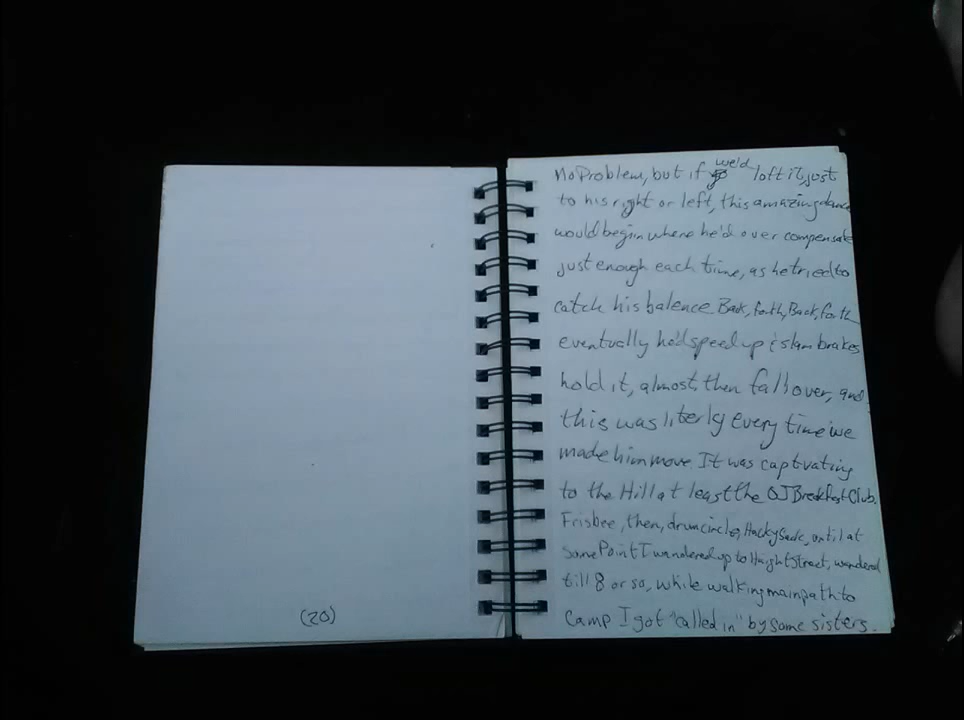 (20)
No Problem, but if we'd loft it, just
to his right or left, this amazing dance
would begin where he'd over compensate
just enough each time, as he tried to
catch his balence. Back, forth, Back, forth
eventually he'd speed up & slam brakes
hold it, almost, then fall over, and
this was literly every time we
made him move. It was captvating
to the Hill at least the OJ Breakfast Club.
Frisbee, then, drum circle, Hacky Sack, until at
some Point I wandered up to Haight Street, wandered
till 8 or so, while walking main path to
camp I got "called in" by some sisters.